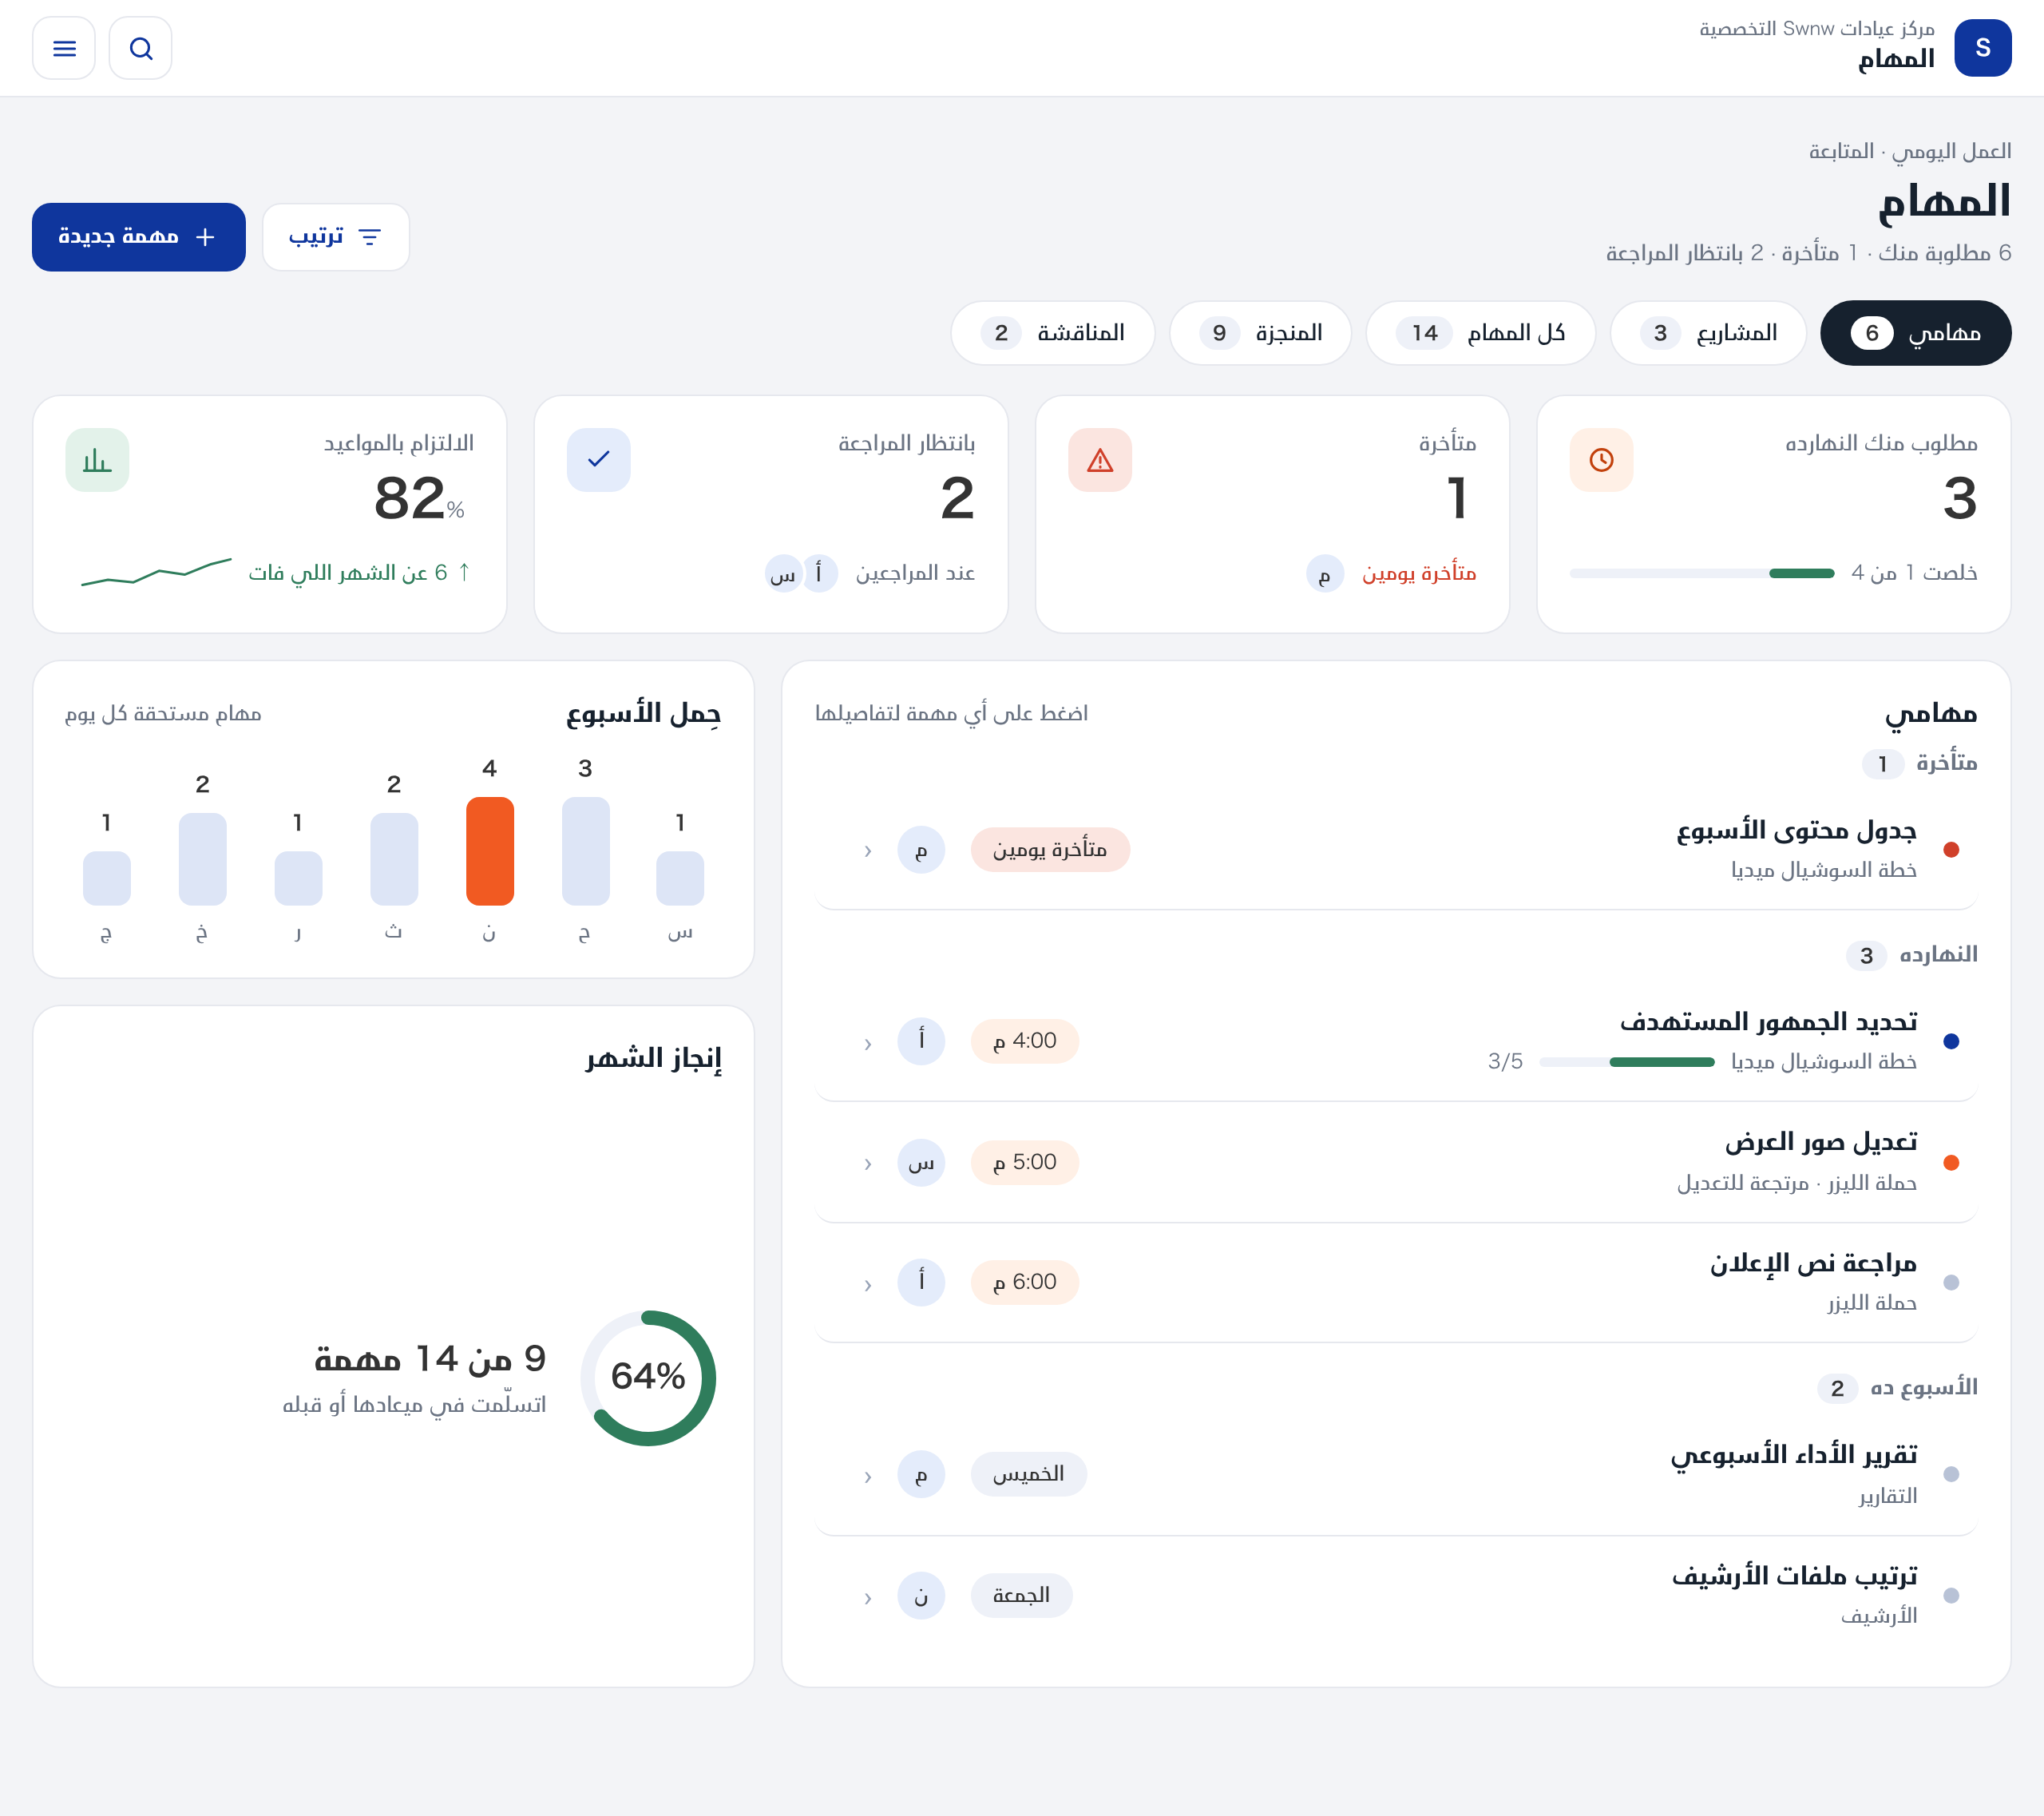 S
مركز عيادات Swnw التخصصية
المهام
العمل اليومي · المتابعة
المهام
6 مطلوبة منك · 1 متأخرة · 2 بانتظار المراجعة
ترتيب
+ مهمة جديدة
مهامي 6
المشاريع 3
كل المهام 14
المنجزة 9
المناقشة 2
مطلوب منك النهارده
3
خلصت 1 من 4
متأخرة
1
متأخرة يومين
م
بانتظار المراجعة
2
عند المراجعين
أ
س
الالتزام بالمواعيد
82%
↑ 6 عن الشهر اللي فات
مهامي
اضغط على أي مهمة لتفاصيلها
متأخرة 1
جدول محتوى الأسبوع
خطة السوشيال ميديا
متأخرة يومين
م
النهارده 3
تحديد الجمهور المستهدف
خطة السوشيال ميديا 3/5
4:00 م
أ
تعديل صور العرض
حملة الليزر · مرتجعة للتعديل
5:00 م
س
مراجعة نص الإعلان
حملة الليزر
6:00 م
أ
الأسبوع ده 2
تقرير الأداء الأسبوعي
التقارير
الخميس
م
ترتيب ملفات الأرشيف
الأرشيف
الجمعة
ن
حِمل الأسبوع
مهام مستحقة كل يوم
1 3 4 2 1 2 1
س ح ن ث ر خ ج
إنجاز الشهر
64%
9 من 14 مهمة
اتسلّمت في ميعادها أو قبله